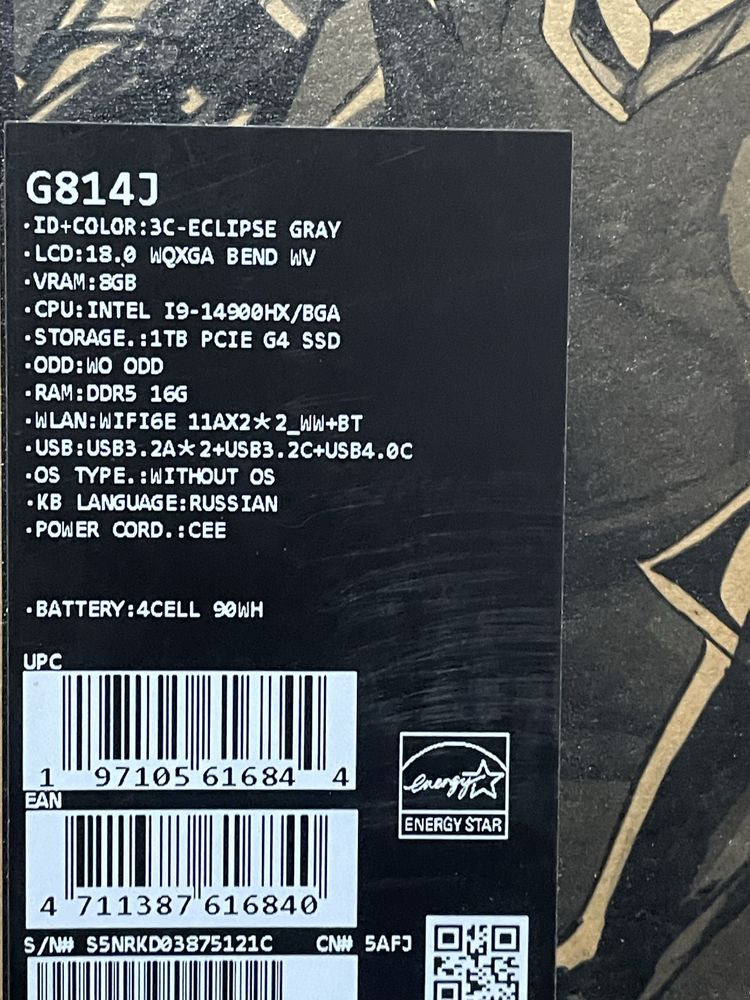 G814J
·ID+COLOR:3C-ECLIPSE GRAY
·LCD:18.0 WQXGA BEND WV
·VRAM:8GB
·CPU:INTEL I9-14900HX/BGA
·STORAGE.:1TB PCIE G4 SSD
·ODD:WO ODD
·RAM:DDR5 16G
·WLAN:WIFI6E 11AX2*2_WW+BT
·USB:USB3.2A*2+USB3.2C+USB4.0C
·OS TYPE.:WITHOUT OS
·KB LANGUAGE:RUSSIAN
·POWER CORD.:CEE
·BATTERY:4CELL 90WH
UPC
1 97105 61684 4
EAN
4 711387 616840
energy
ENERGY STAR
S/N# S5NRKD03875121C CN# 5AFJ